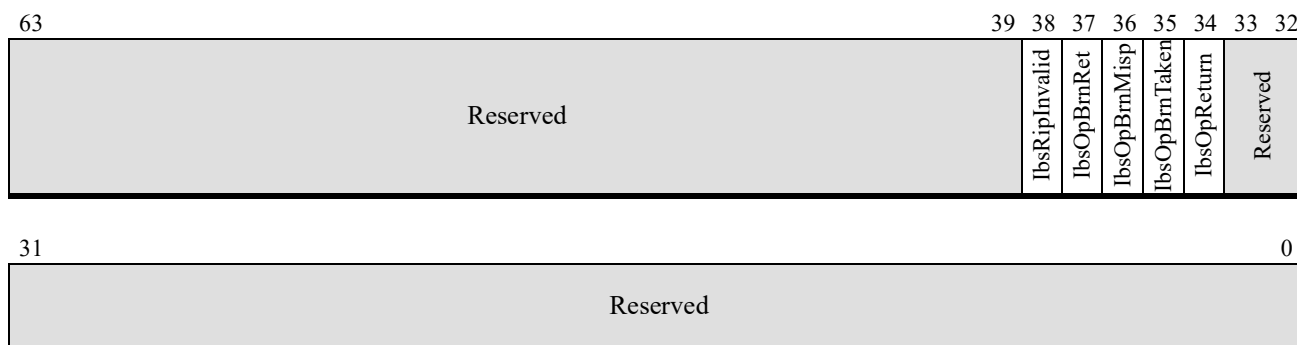 63 39 38 37 36 35 34 33 32
Reserved
IbsRipInvalid
IbsOpBrnRet
IbsOpBrnMisp
IbsOpBrnTaken
IbsOpReturn
Reserved
31 0
Reserved